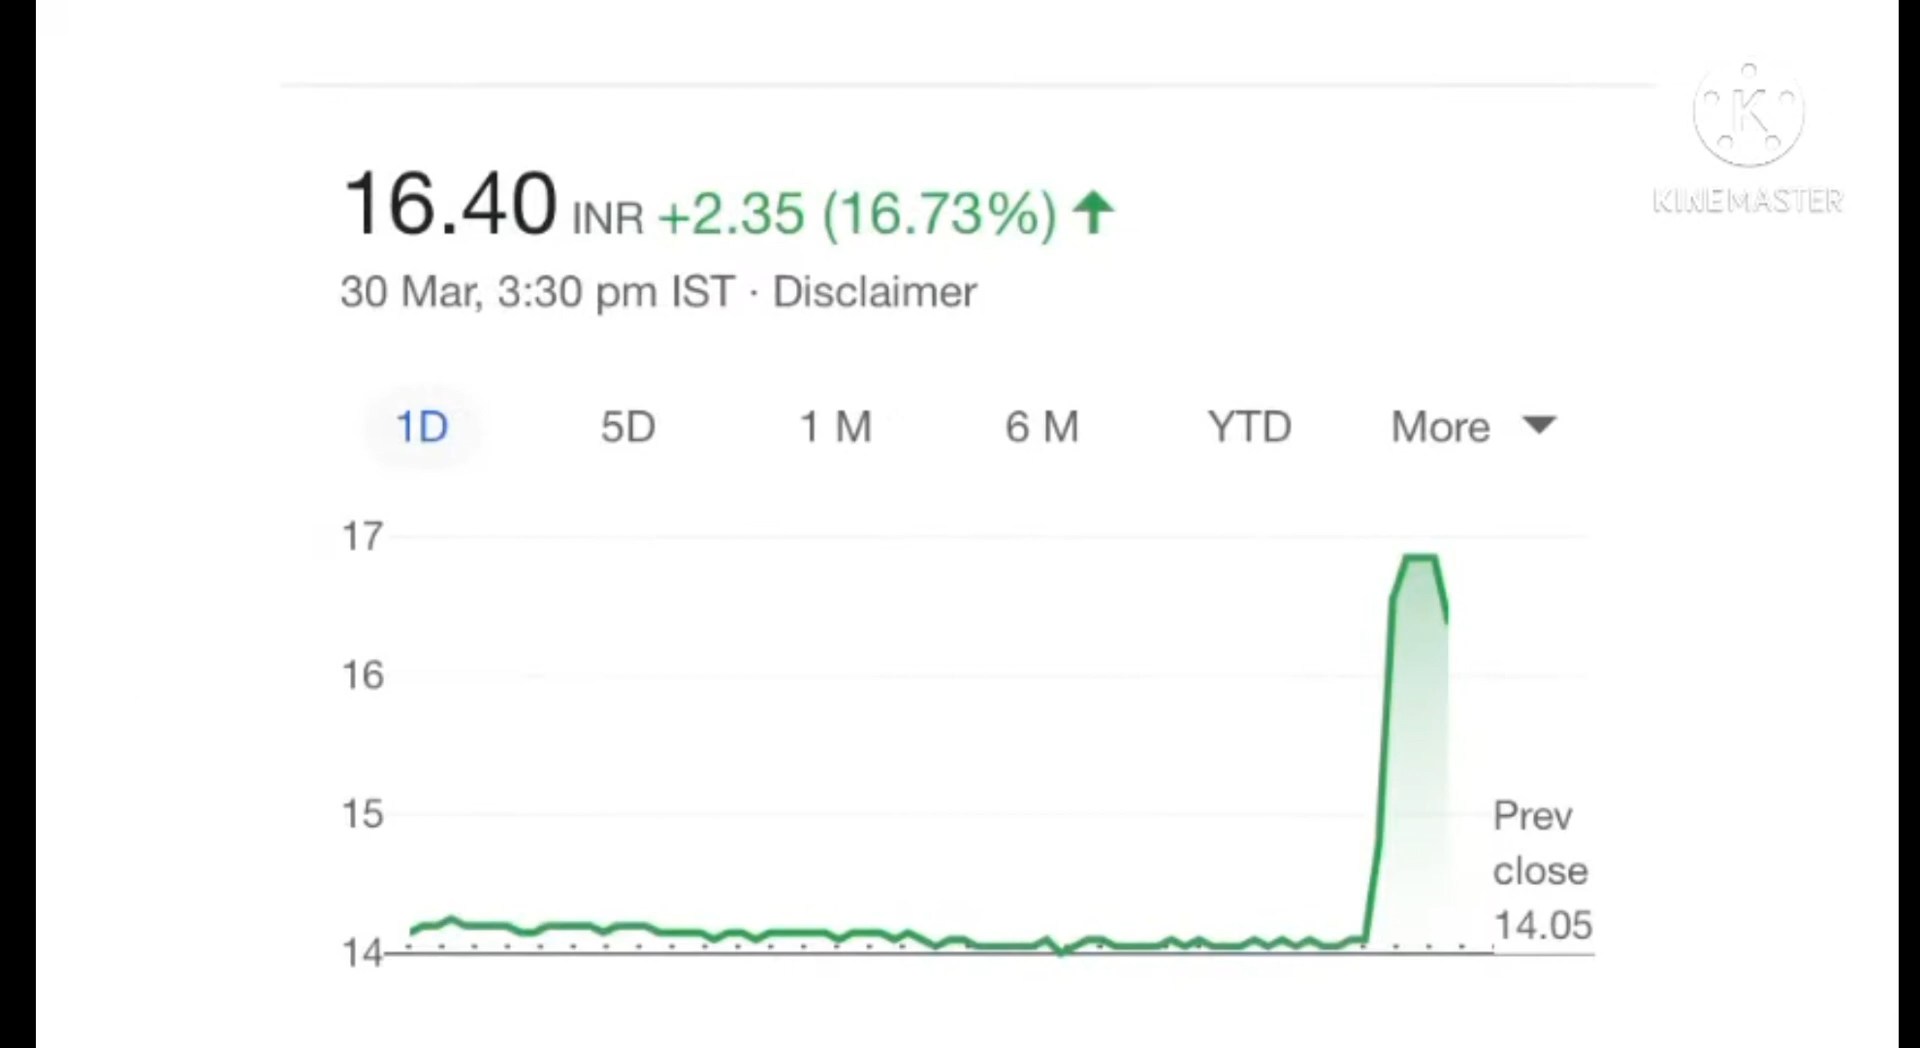 K
KINEMASTER
16.40 INR +2.35 (16.73%)
30 Mar, 3:30 pm IST · Disclaimer
1D 5D 1 M 6 M YTD More
17
16
15
14
Prev
close
14.05